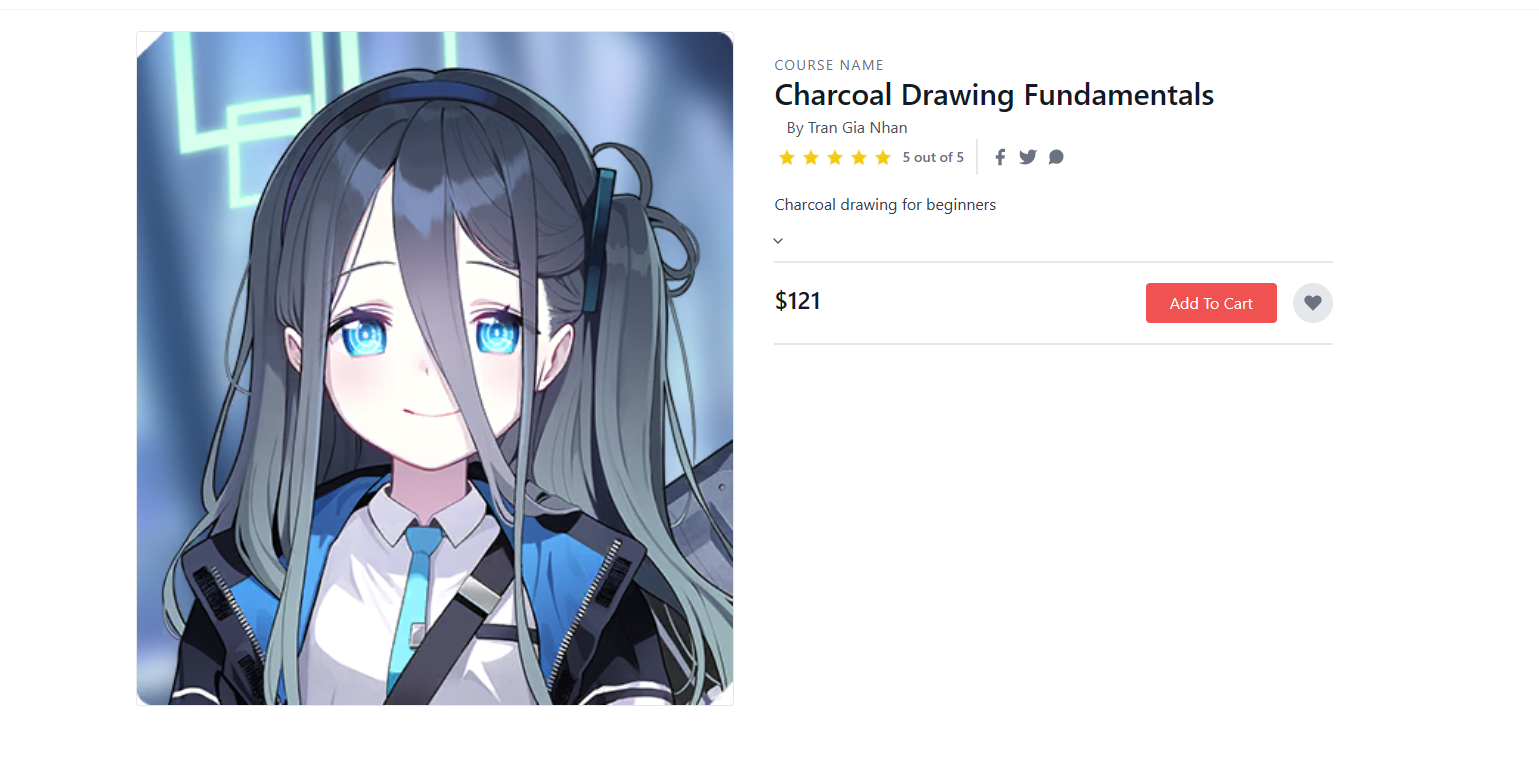 COURSE NAME
Charcoal Drawing Fundamentals
By Tran Gia Nhan
5 out of 5
Charcoal drawing for beginners
$121
Add To Cart